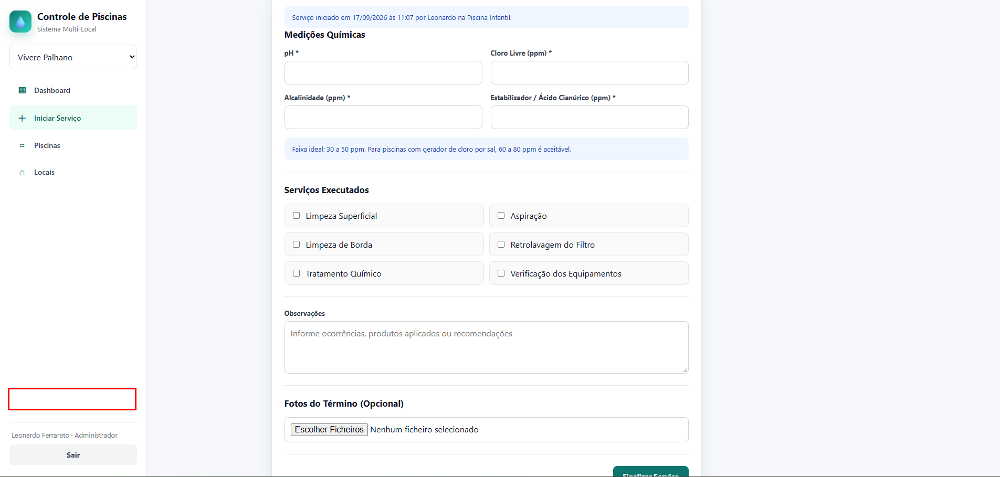 Controle de Piscinas
Sistema Multi-Local
Vivere Palhano
Dashboard
Iniciar Serviço
Piscinas
Locais
Leonardo Ferrareto · Administrador
Sair
Serviço iniciado em 17/09/2026 às 11:07 por Leonardo na Piscina Infantil.
Medições Químicas
pH *
Cloro Livre (ppm) *
Alcalinidade (ppm) *
Estabilizador / Ácido Cianúrico (ppm) *
Faixa ideal: 30 a 50 ppm. Para piscinas com gerador de cloro por sal, 60 a 80 ppm é aceitável.
Serviços Executados
Limpeza Superficial
Aspiração
Limpeza de Borda
Retrolavagem do Filtro
Tratamento Químico
Verificação dos Equipamentos
Observações
Informe ocorrências, produtos aplicados ou recomendações
Fotos do Término (Opcional)
Escolher Ficheiros Nenhum ficheiro selecionado
Finalizar Serviço